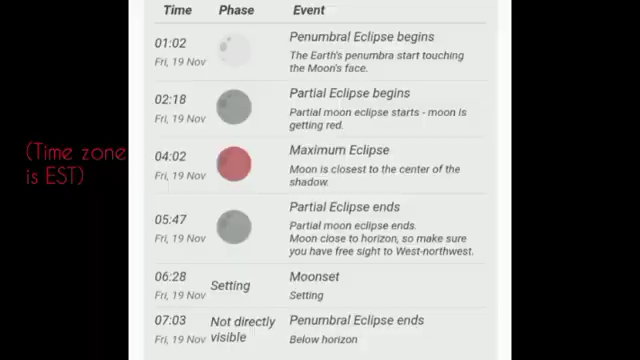 Time Phase Event
01:02 Penumbral Eclipse begins
Fri, 19 Nov The Earth's penumbra start touching
the Moon's face.
02:18 Partial Eclipse begins
Fri, 19 Nov Partial moon eclipse starts - moon is
getting red.
(Time zone
is EST)
04:02 Maximum Eclipse
Fri, 19 Nov Moon is closest to the center of the
shadow.
05:47 Partial Eclipse ends
Fri, 19 Nov Partial moon eclipse ends.
Moon close to horizon, so make sure
you have free sight to West-northwest.
06:28 Setting Moonset
Fri, 19 Nov Setting
07:03 Not directly Penumbral Eclipse ends
Fri, 19 Nov visible Below horizon